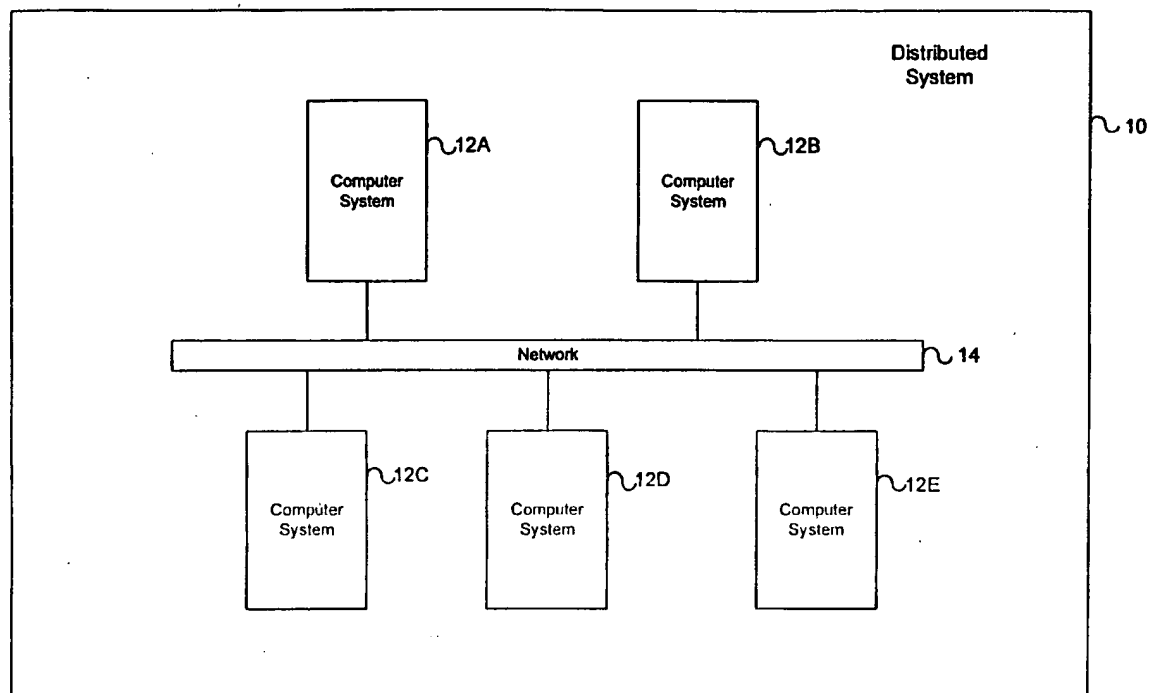 Distributed
System
10
12A
12B
Computer
System
Computer
System
Network
14
12C
12D
12E
Computer
System
Computer
System
Computer
System